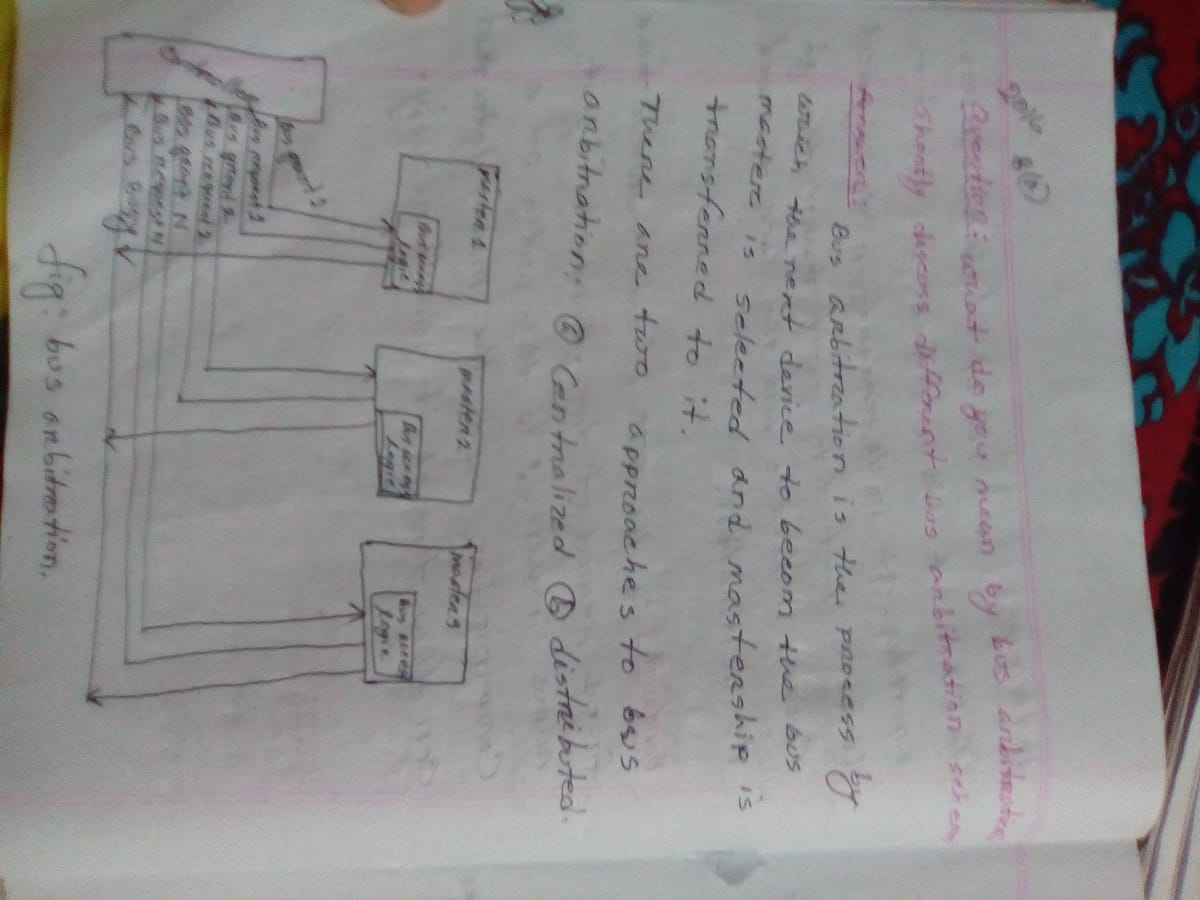 2016 8(a)
Question: what do you mean by bus arbitration
Shortly discuss different bus arbitration schem
Answer:
Bus arbitration is the process by
which the next device to becom the bus
master is selected and mastership is
transferred to it.
There are two approaches to bus
arbitration: (a) Centralized (b) distributed.
master 1
Bus access
Logic
master 2
Bus access
Logic
master 3
Bus access
Logic
Bus grant 1
Bus request 1
Bus grant 2
Bus request 2
Bus grant N
Bus request N
Bus Busy
fig: bus arbitration.